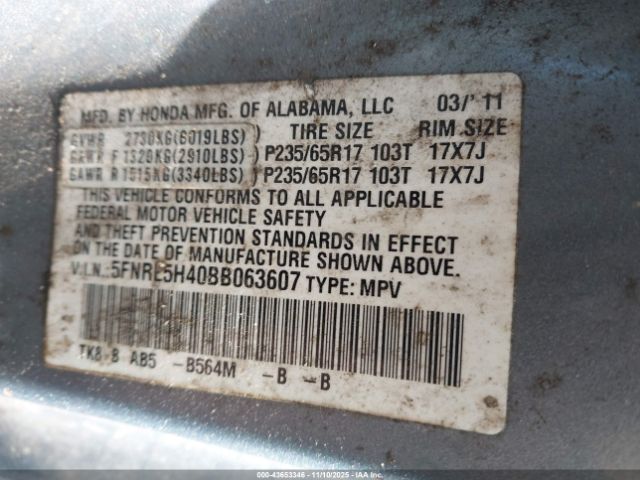 MFD. BY HONDA MFG. OF ALABAMA, LLC 03/'11
GVWR 2730KG(6019LBS) TIRE SIZE RIM SIZE
GAWR F 1320KG(2910LBS) P235/65R17 103T 17X7J
GAWR R 1515KG(3340LBS) P235/65R17 103T 17X7J
THIS VEHICLE CONFORMS TO ALL APPLICABLE
FEDERAL MOTOR VEHICLE SAFETY
AND THEFT PREVENTION STANDARDS IN EFFECT
ON THE DATE OF MANUFACTURE SHOWN ABOVE.
V.I.N.:5FNRL5H40BB063607 TYPE: MPV
TK8-B AB5 -B564M -B -B
000-43653346 - 11/10/2025 - IAAI.COM